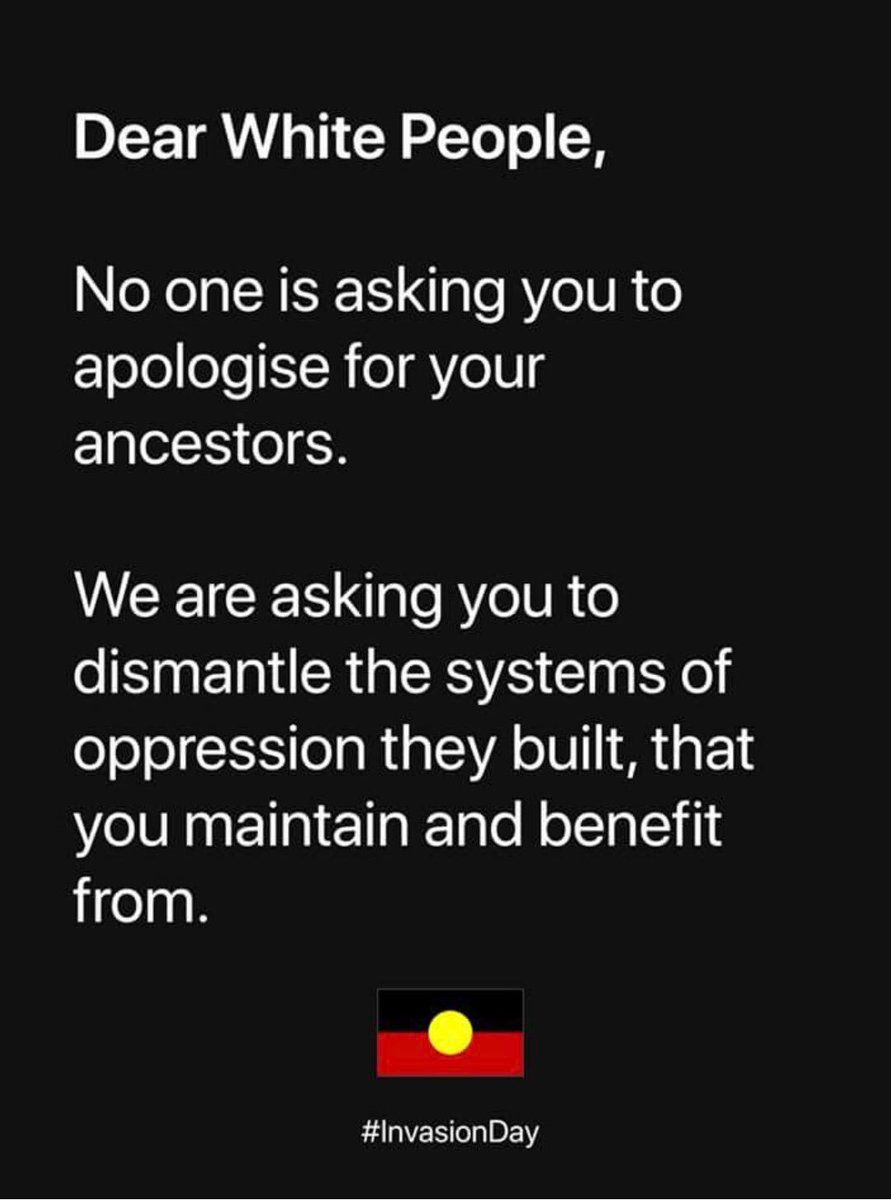 Dear White People,
No one is asking you to
apologise for your
ancestors.
We are asking you to
dismantle the systems of
oppression they built, that
you maintain and benefit
from.
#InvasionDay